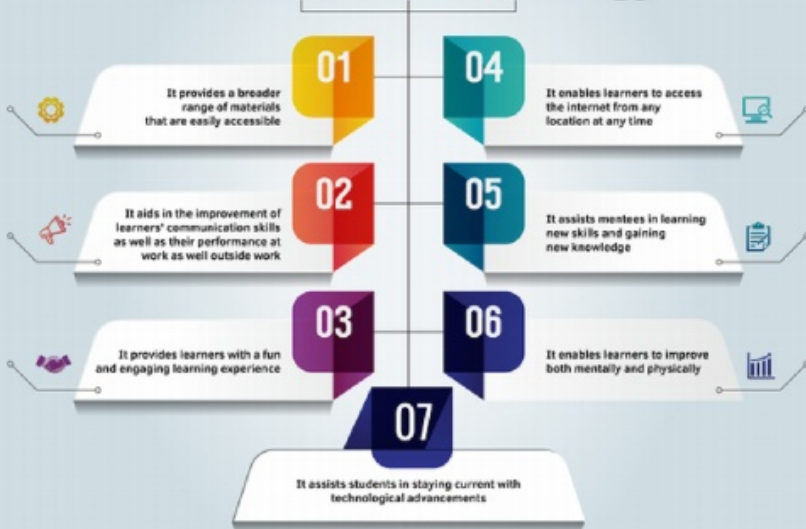 01
It provides a broader
range of materials
that are easily accessible
02
It aids in the improvement of
learners' communication skills
as well as their performance at
work as well outside work
03
It provides learners with a fun
and engaging learning experience
04
It enables learners to access
the internet from any
location at any time
05
It assists mentees in learning
new skills and gaining
new knowledge
06
It enables learners to improve
both mentally and physically
07
It assists students in staying current with
technological advancements